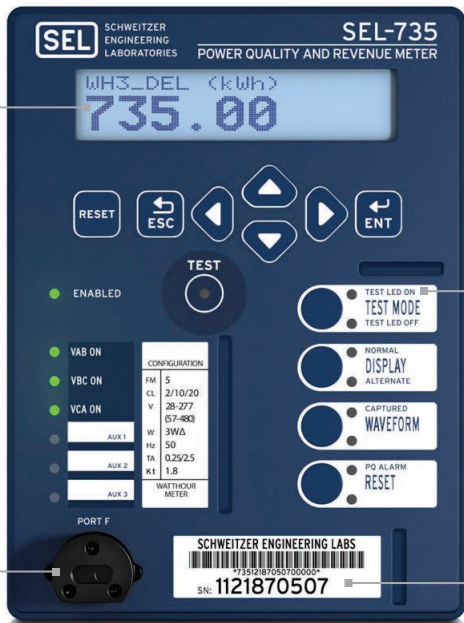 SEL
SCHWEITZER
ENGINEERING
LABORATORIES
SEL-735
POWER QUALITY AND REVENUE METER
WH3_DEL (kWh)
735.00
RESET
ESC
ENT
TEST
ENABLED
TEST LED ON
TEST MODE
TEST LED OFF
VAB ON
VBC ON
VCA ON
AUX 1
AUX 2
AUX 3
CONFIGURATION
FM 5
CL 2/10/20
V 28-277
(57-480)
W 3WΔ
Hz 50
TA 0.25/2.5
Kt 1.8
WATTHOUR
METER
NORMAL
DISPLAY
ALTERNATE
CAPTURED
WAVEFORM
PQ ALARM
RESET
PORT F
SCHWEITZER ENGINEERING LABS
*73512187050700000*
SN: 1121870507